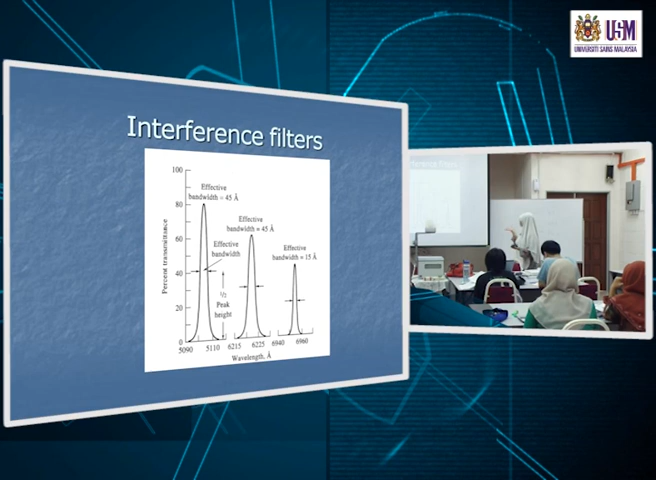 USM
UNIVERSITI SAINS MALAYSIA
Interference filters
100
80
60
40
20
0
Percent transmittance
Effective
bandwidth = 45 Å
Effective
bandwidth
½
Peak
height
Effective
bandwidth = 45 Å
Effective
bandwidth = 15 Å
5090
5110
6215
6225
6940
6960
Wavelength, Å